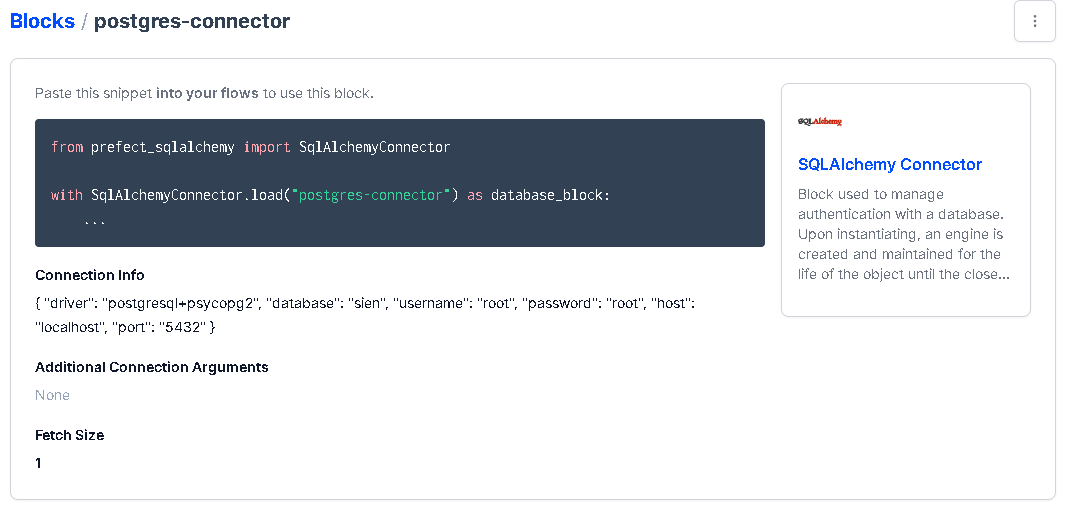 Blocks / postgres-connector
Paste this snippet into your flows to use this block.
from prefect_sqlalchemy import SqlAlchemyConnector
with SqlAlchemyConnector.load("postgres-connector") as database_block:
...
Connection Info
{ "driver": "postgresql+psycopg2", "database": "sien", "username": "root", "password": "root", "host":
"localhost", "port": "5432" }
Additional Connection Arguments
None
Fetch Size
1
SQLAlchemy
SQLAlchemy Connector
Block used to manage
authentication with a database.
Upon instantiating, an engine is
created and maintained for the
life of the object until the close...